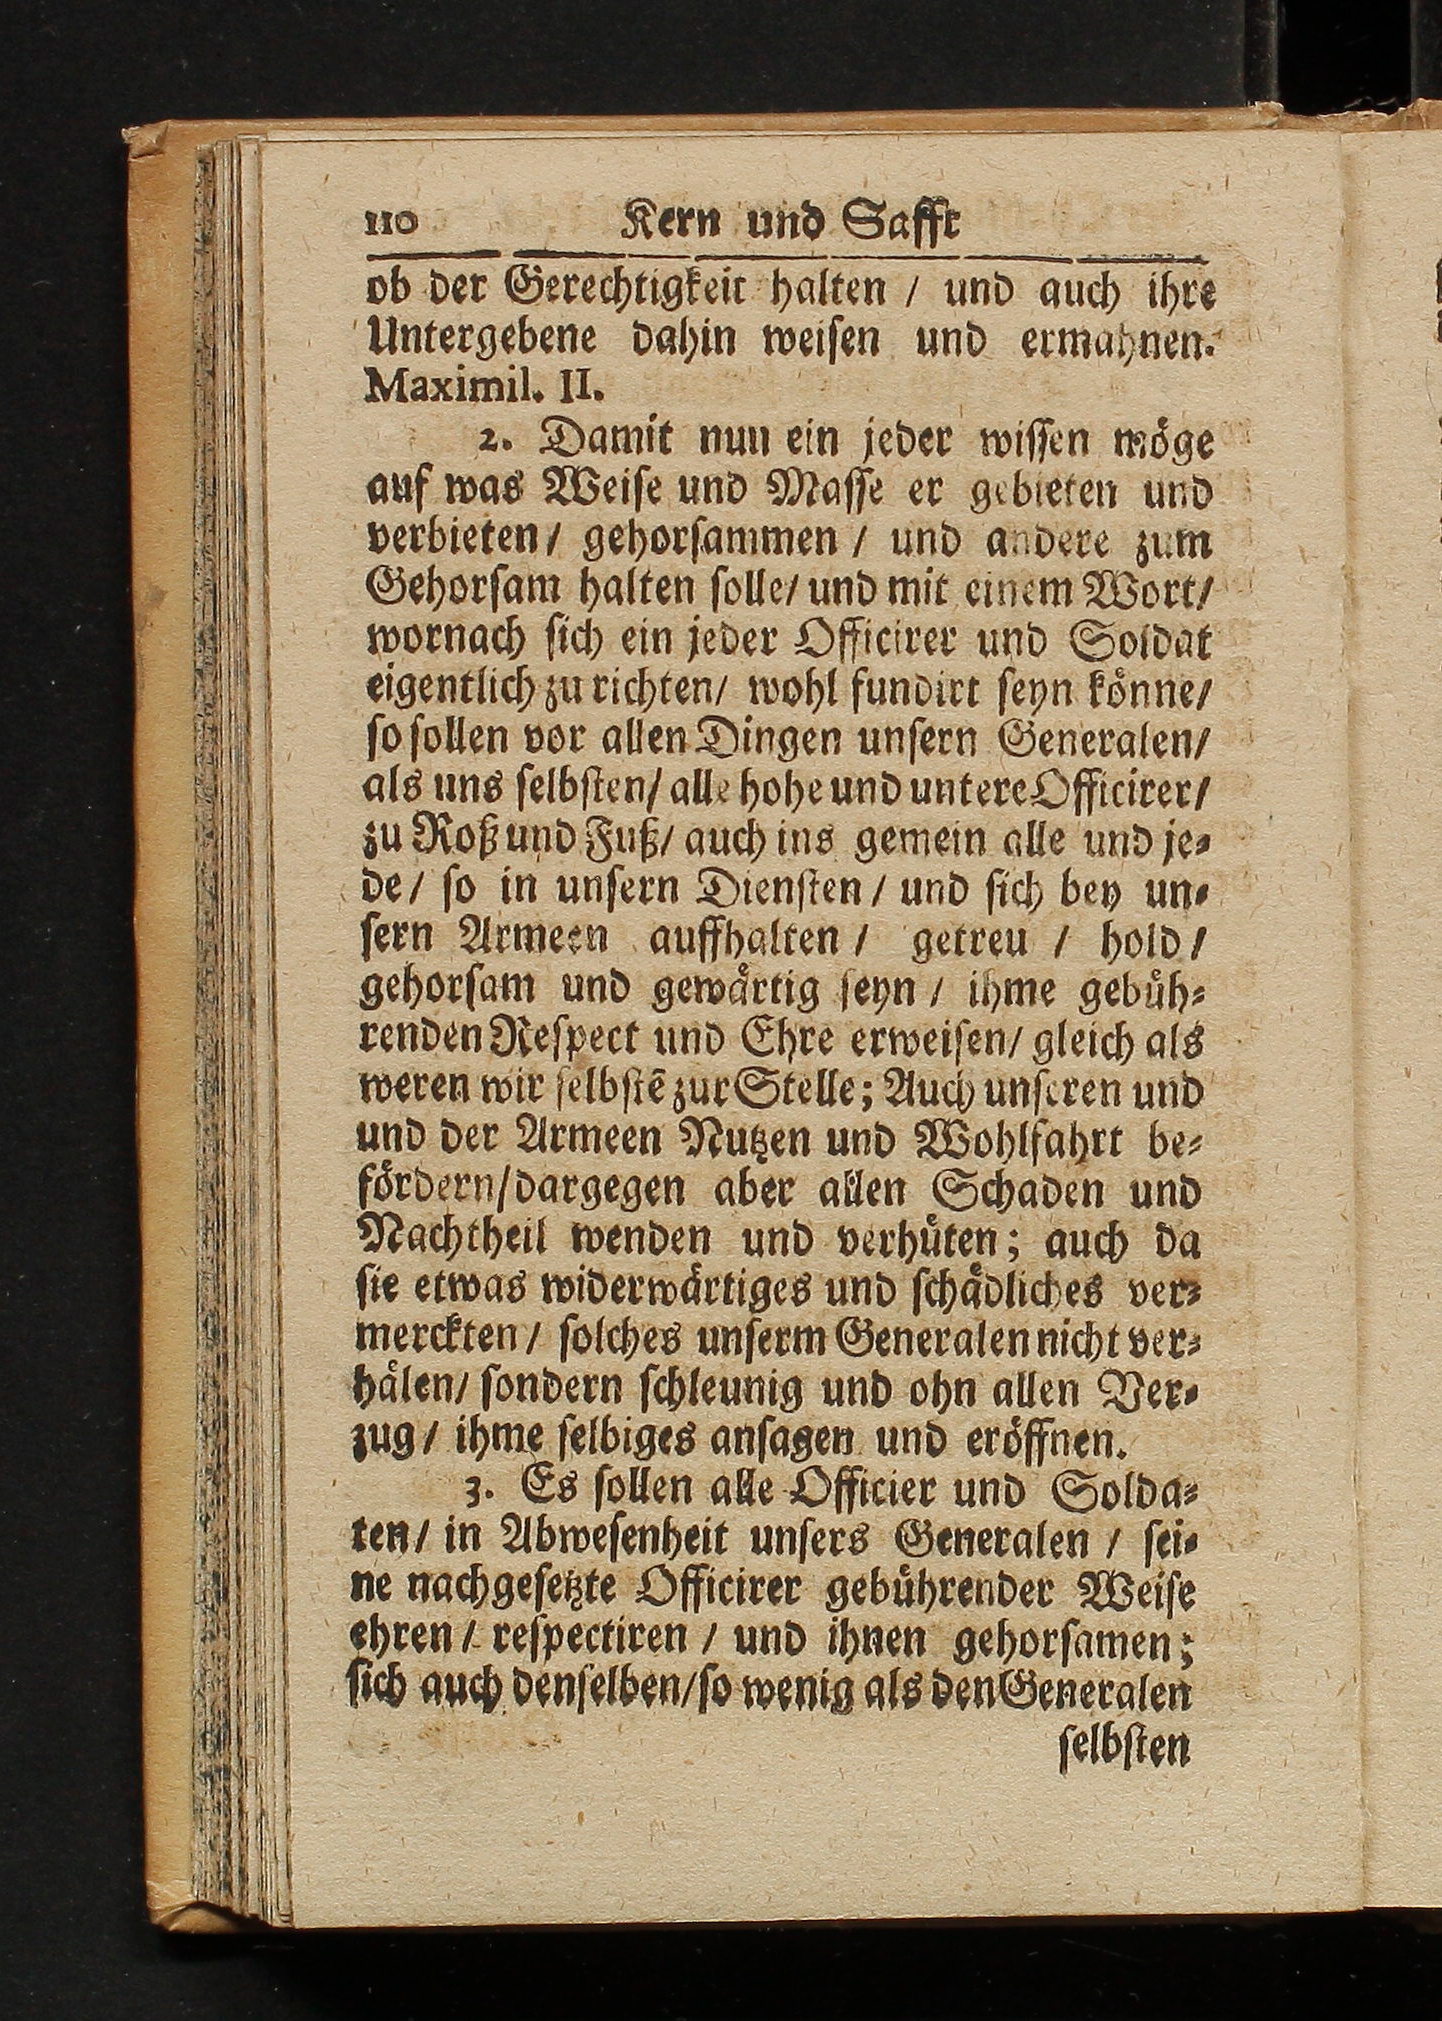 110 Kern und Safft
ob der Gerechtigkeit halten / und auch ihre
Untergebene dahin weisen und ermahnen.
Maximil. II.
2. Damit nun ein jeder wissen möge
auf was Weise und Masse er gebieten und
verbieten / gehorsammen / und andere zum
Gehorsam halten solle / und mit einem Wort /
wornach sich ein jeder Officirer und Soldat
eigentlich zu richten / wohl fundirt seyn könne /
so sollen vor allen Dingen unsern Generalen /
als uns selbsten / alle hohe und untere Officirer /
zu Roß und Fuß / auch ins gemein alle und je-
de / so in unsern Diensten / und sich bey un-
sern Armeen auffhalten / getreu / hold /
gehorsam und gewärtig seyn / ihme gebüh-
renden Respect und Ehre erweisen / gleich als
weren wir selbstē zur Stelle; Auch unseren und
und der Armeen Nutzen und Wohlfahrt be-
fördern / dargegen aber allen Schaden und
Nachtheil wenden und verhüten; auch da
sie etwas widerwärtiges und schädliches ver-
merckten / solches unserm Generalen nicht ver-
hälen / sondern schleunig und ohn allen Ver-
zug / ihme selbiges ansagen und eröffnen.
3. Es sollen alle Officier und Solda-
ten / in Abwesenheit unsers Generalen / sei-
ne nachgesetzte Officirer gebührender Weise
ehren / respectiren / und ihnen gehorsamen;
sich auch denselben / so wenig als den Generalen
selbsten